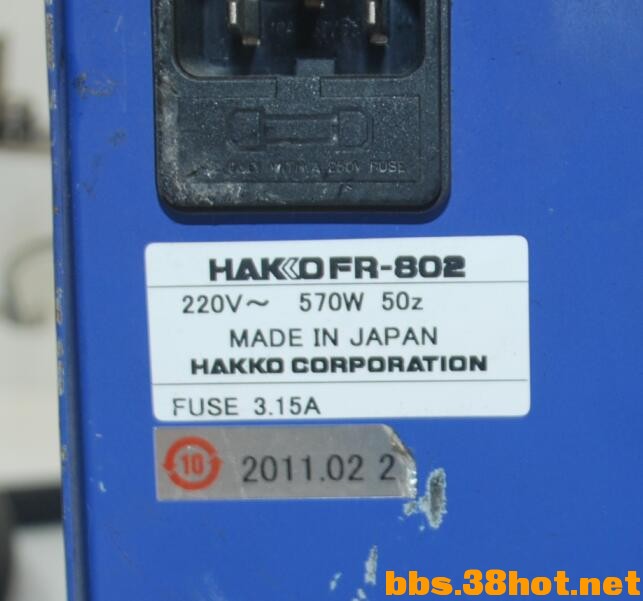 250V FUSE
HAKKO FR-802
220V～ 570W 50z
MADE IN JAPAN
HAKKO CORPORATION
FUSE 3.15A
10 2011.02 2
bbs.38hot.net